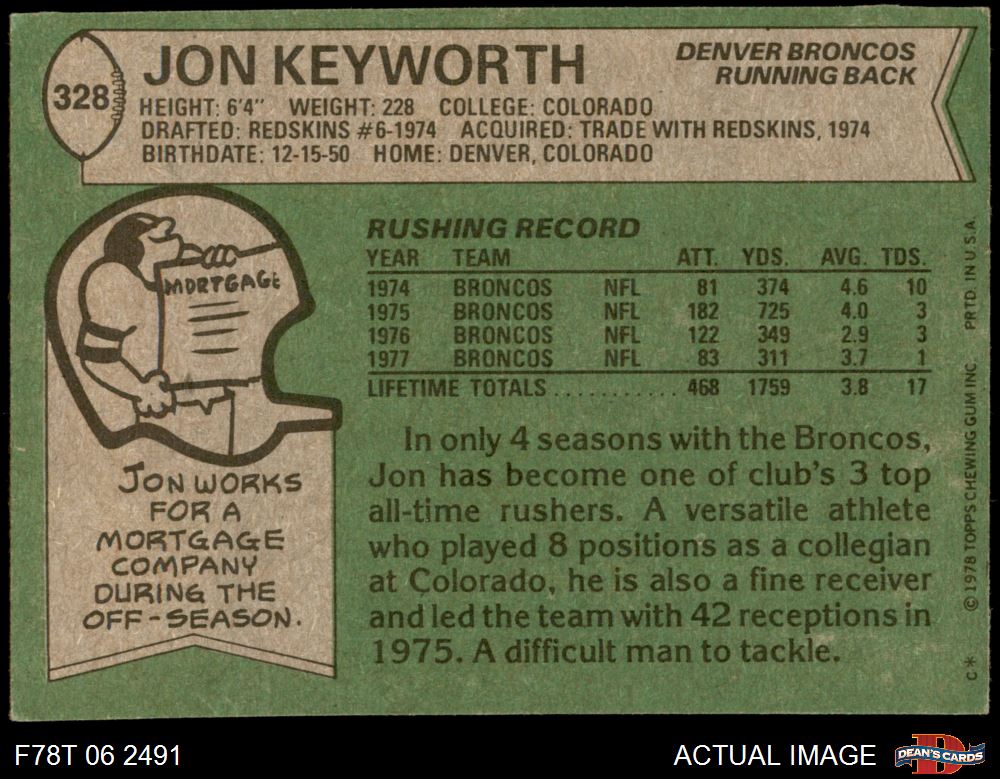 328
JON KEYWORTH
DENVER BRONCOS
RUNNING BACK
HEIGHT: 6'4" WEIGHT: 228 COLLEGE: COLORADO
DRAFTED: REDSKINS #6-1974 ACQUIRED: TRADE WITH REDSKINS, 1974
BIRTHDATE: 12-15-50 HOME: DENVER, COLORADO
MORTGAGE
JON WORKS
FOR A
MORTGAGE
COMPANY
DURING THE
OFF-SEASON.
RUSHING RECORD
YEAR TEAM ATT. YDS. AVG. TDS.
1974 BRONCOS NFL 81 374 4.6 10
1975 BRONCOS NFL 182 725 4.0 3
1976 BRONCOS NFL 122 349 2.9 3
1977 BRONCOS NFL 83 311 3.7 1
LIFETIME TOTALS ........... 468 1759 3.8 17
In only 4 seasons with the Broncos,
Jon has become one of club's 3 top
all-time rushers. A versatile athlete
who played 8 positions as a collegian
at Colorado, he is also a fine receiver
and led the team with 42 receptions in
1975. A difficult man to tackle.
C* © 1978 TOPPS CHEWING GUM INC. PRTD. IN U.S.A.
F78T 06 2491
ACTUAL IMAGE
D
DEAN'S CARDS